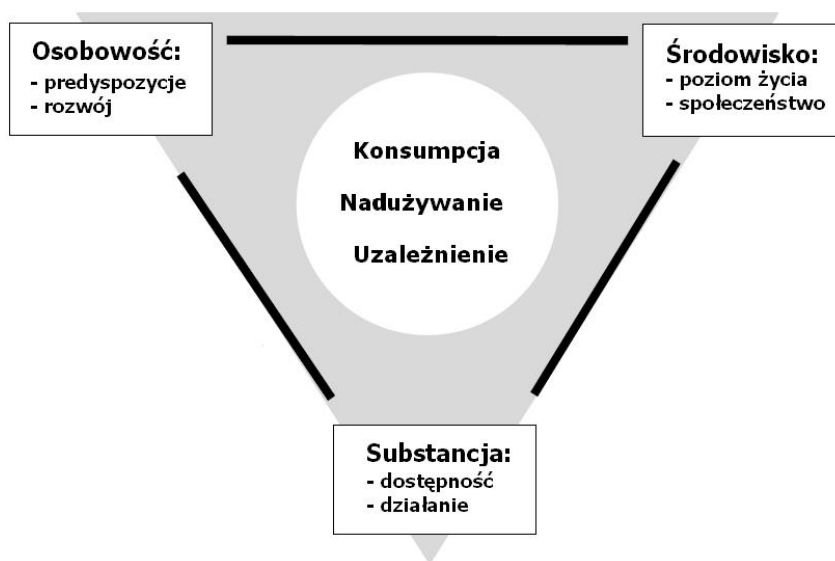 Osobowość:
- predyspozycje
- rozwój
Środowisko:
- poziom życia
- społeczeństwo
Konsumpcja
Nadużywanie
Uzależnienie
Substancja:
- dostępność
- działanie